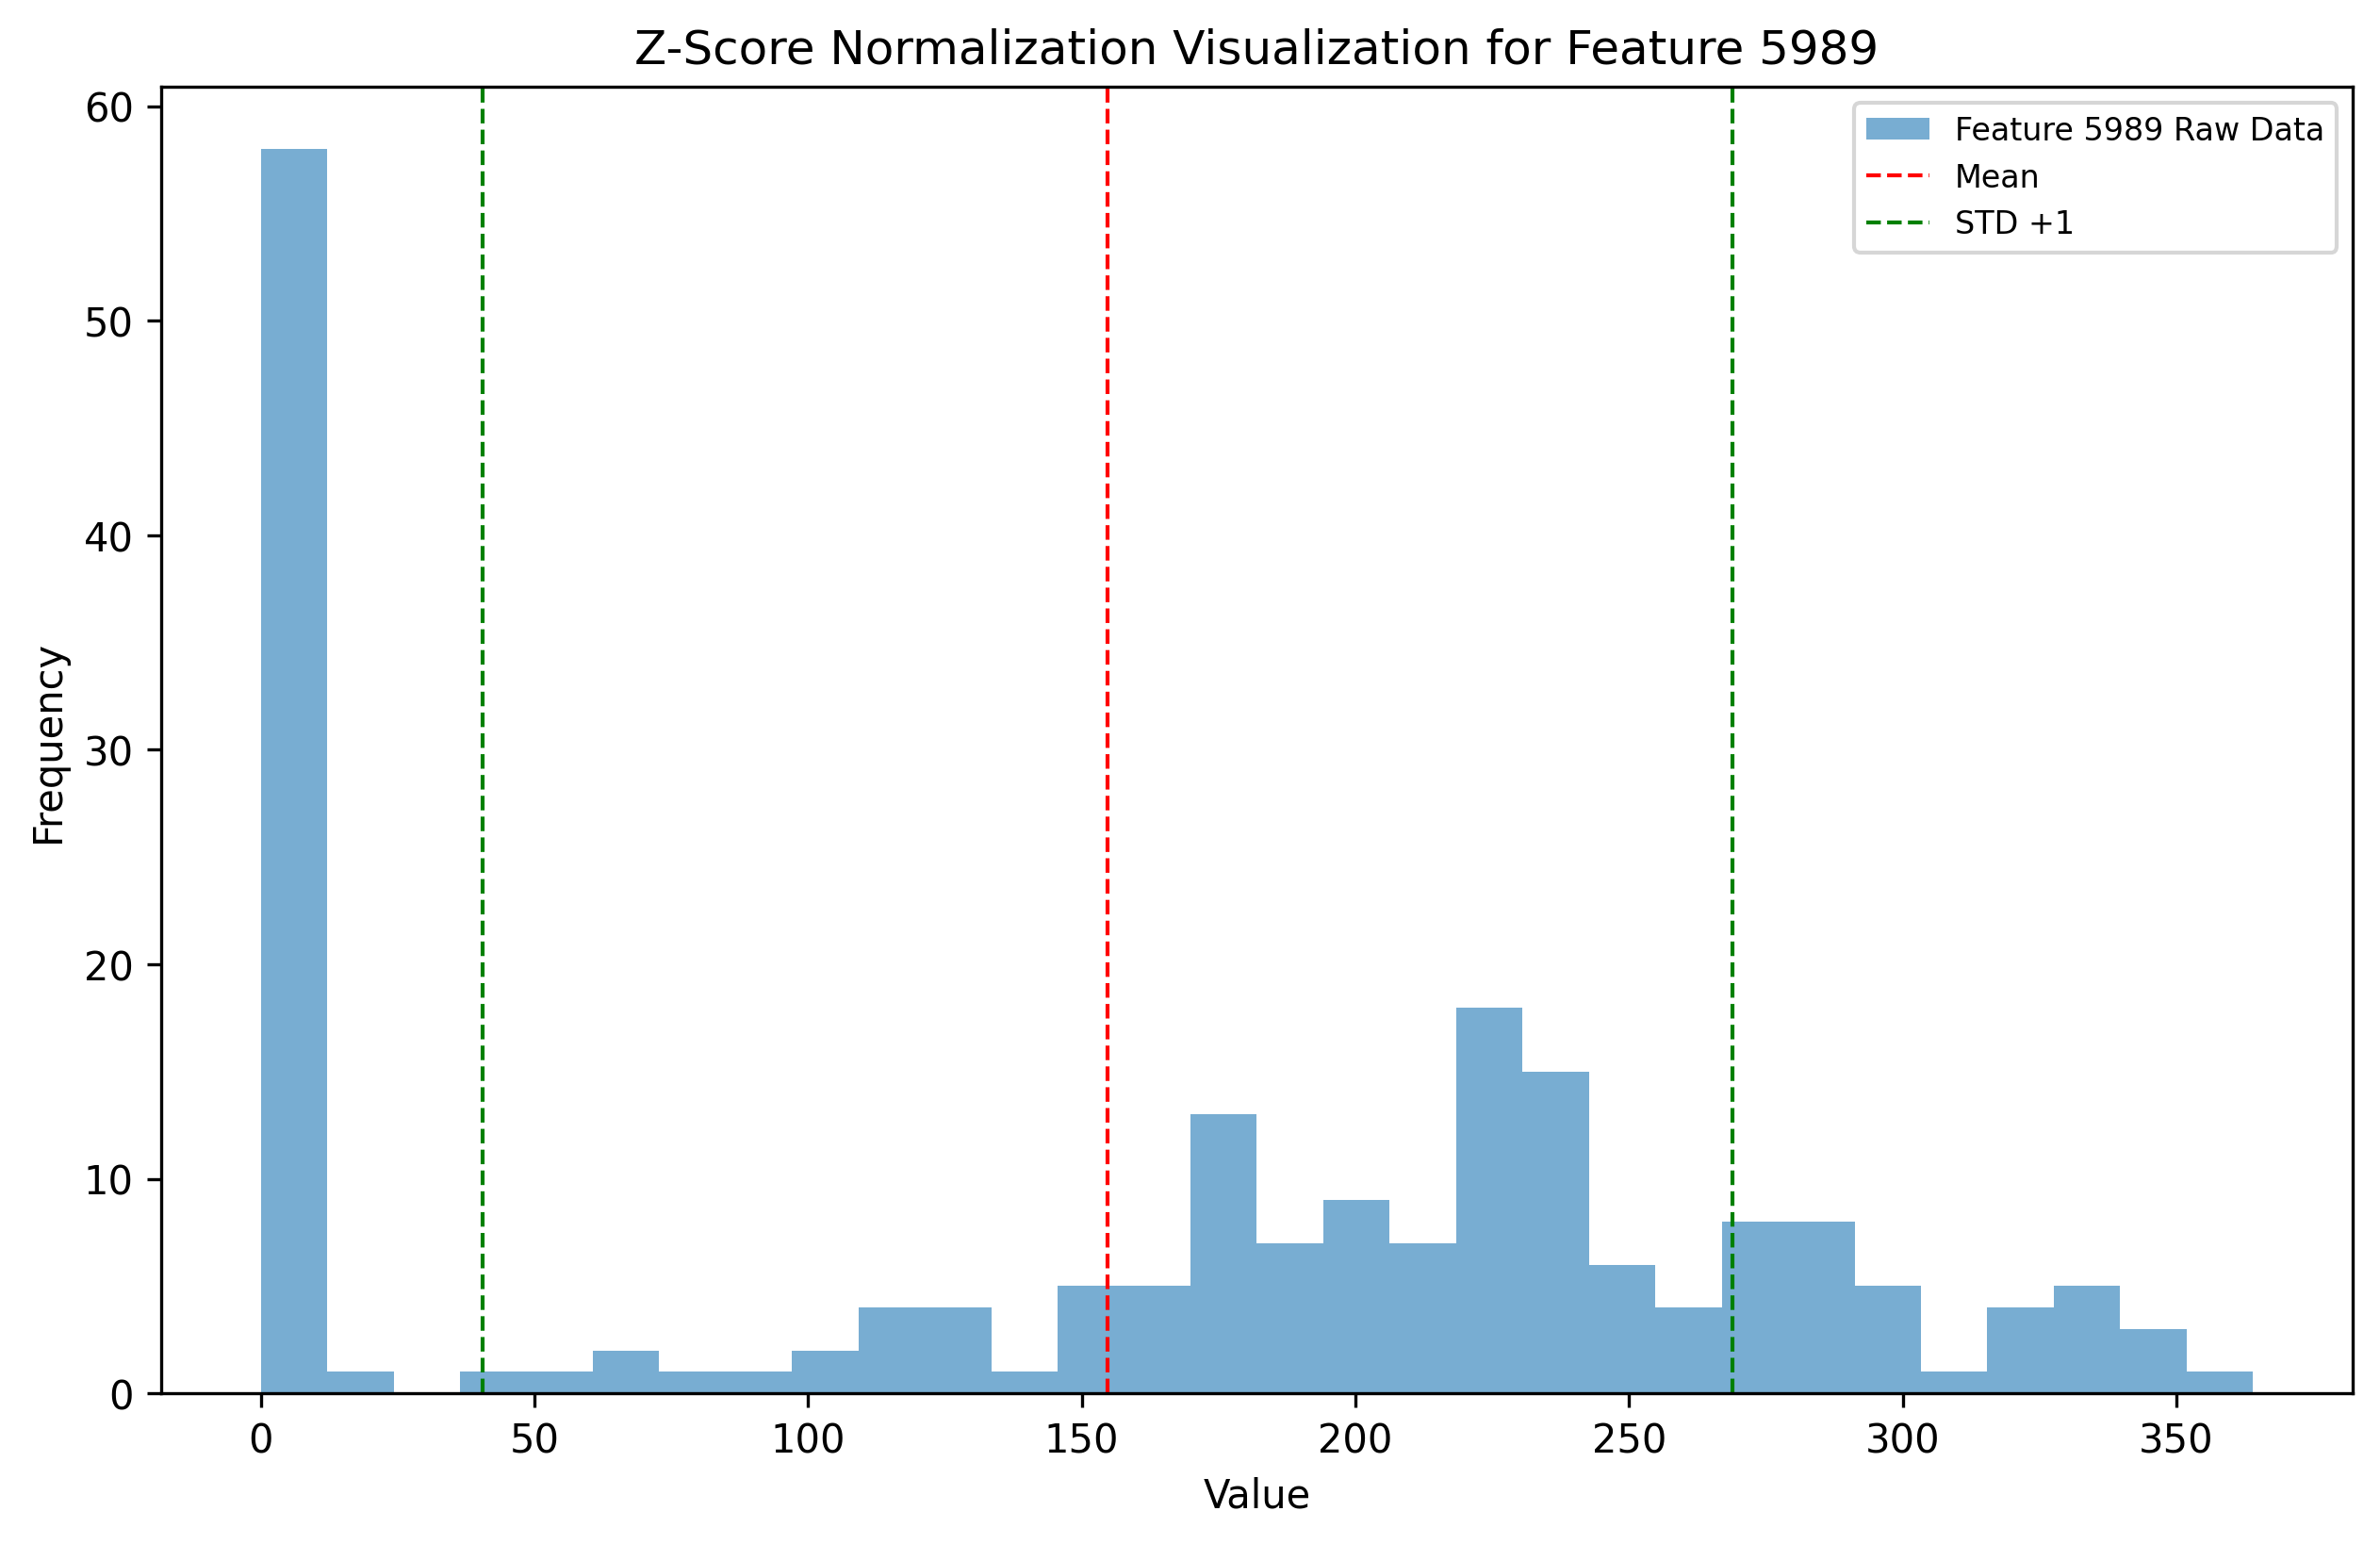 Z-Score Normalization Visualization for Feature 5989
Feature 5989 Raw Data
Mean
STD +1
60
50
40
30
20
10
0
Frequency
0 50 100 150 200 250 300 350
Value